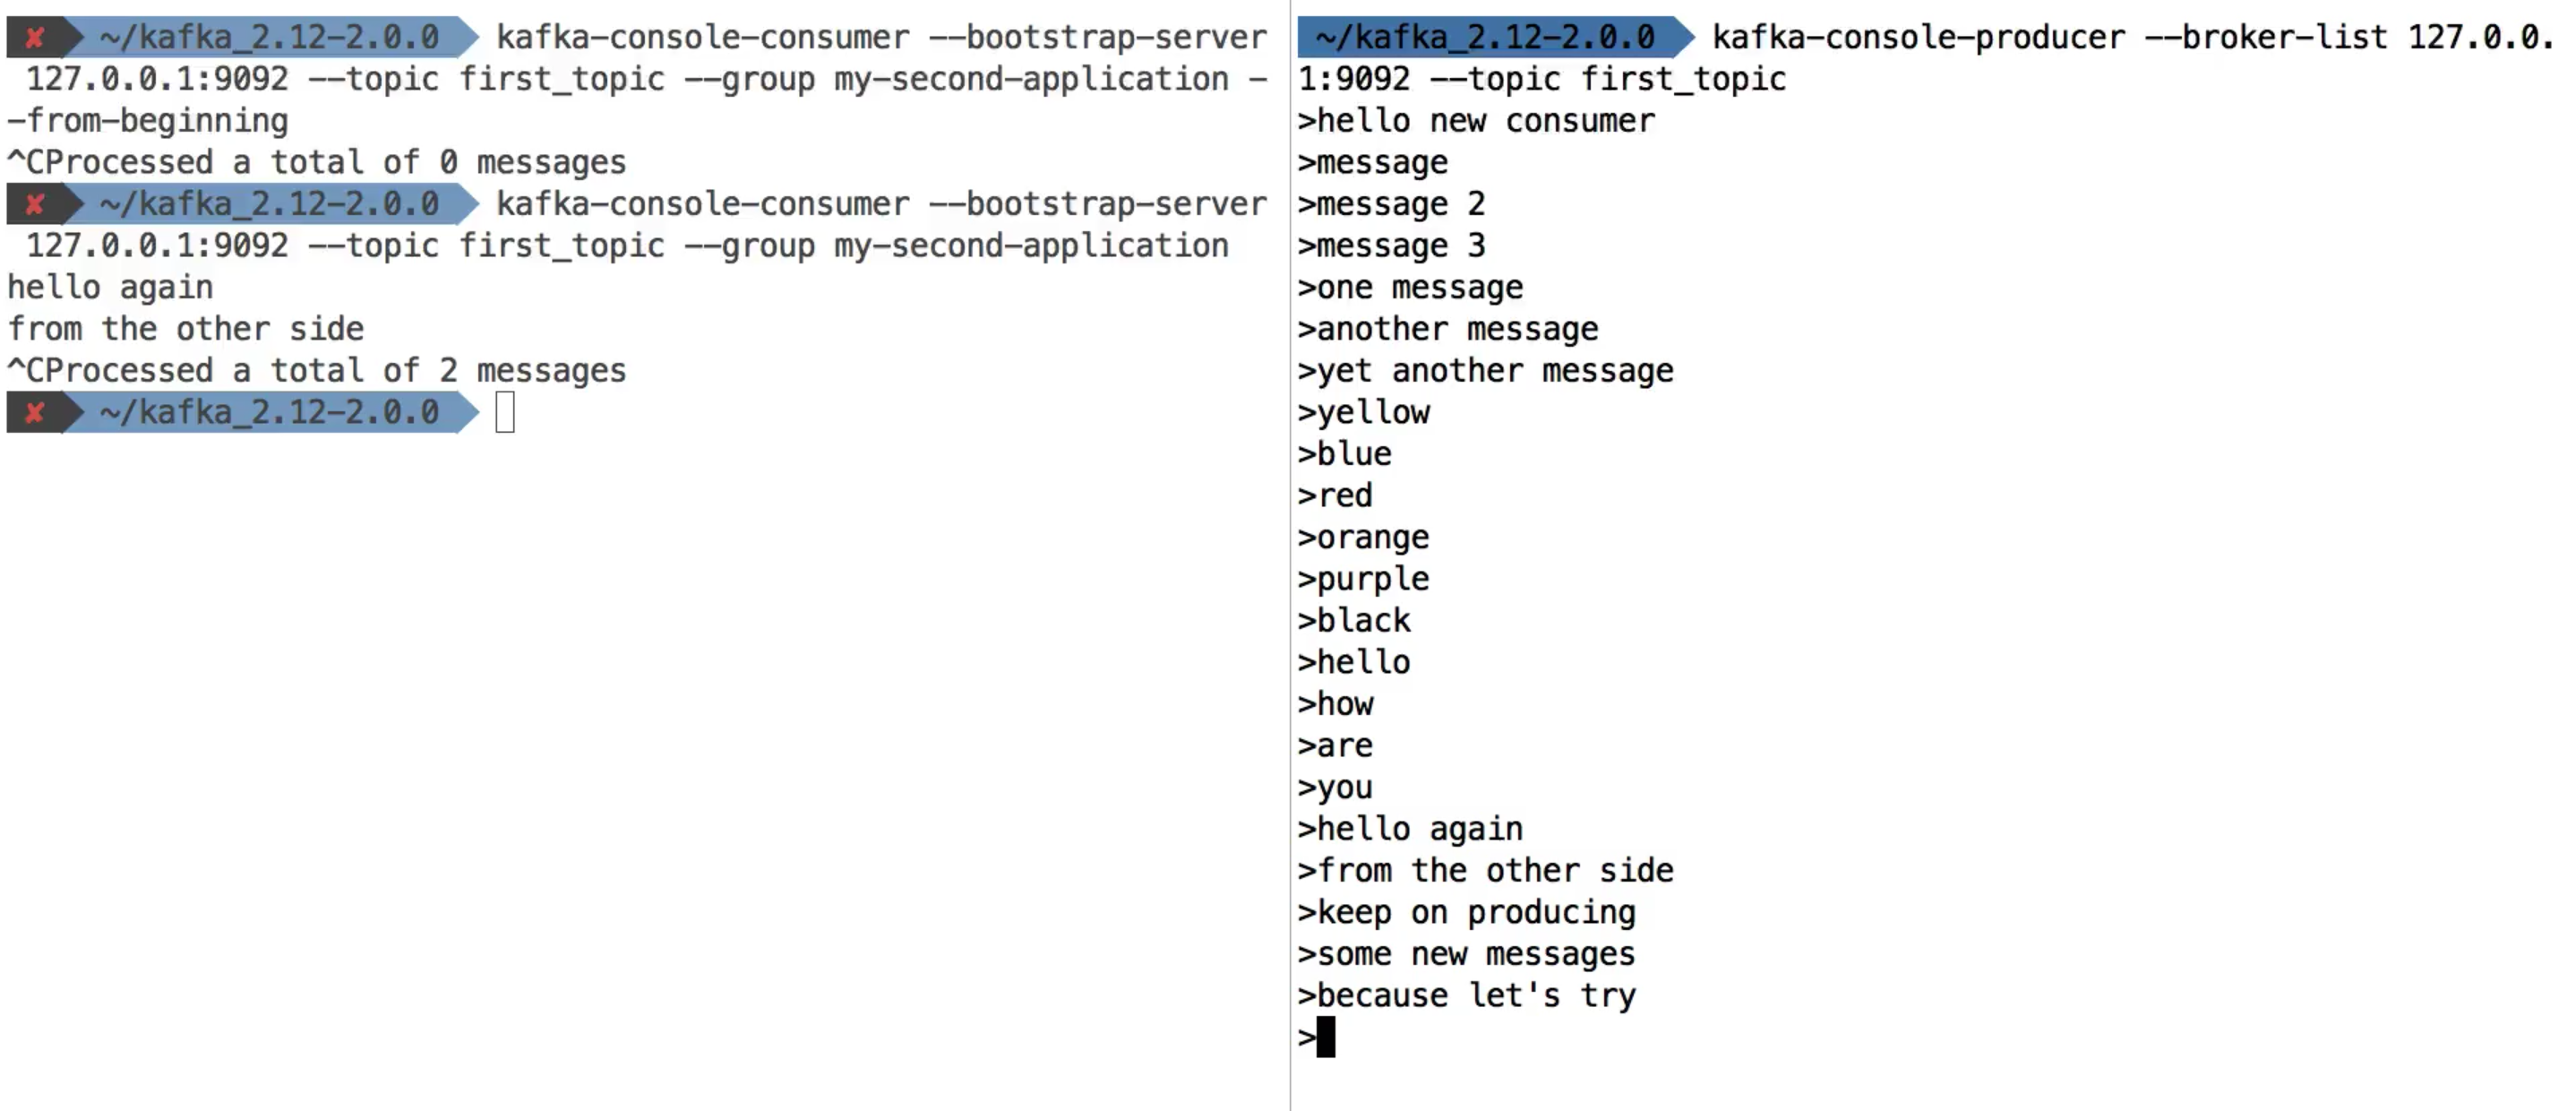 ✘ ~/kafka_2.12-2.0.0 kafka-console-consumer --bootstrap-server
127.0.0.1:9092 --topic first_topic --group my-second-application -
-from-beginning
^CProcessed a total of 0 messages
✘ ~/kafka_2.12-2.0.0 kafka-console-consumer --bootstrap-server
127.0.0.1:9092 --topic first_topic --group my-second-application
hello again
from the other side
^CProcessed a total of 2 messages
✘ ~/kafka_2.12-2.0.0
~/kafka_2.12-2.0.0 kafka-console-producer --broker-list 127.0.0.
1:9092 --topic first_topic
>hello new consumer
>message
>message 2
>message 3
>one message
>another message
>yet another message
>yellow
>blue
>red
>orange
>purple
>black
>hello
>how
>are
>you
>hello again
>from the other side
>keep on producing
>some new messages
>because let's try
>